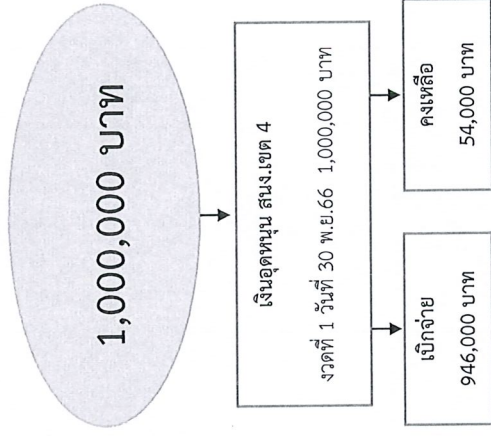 1,000,000 บาท
เงินอุดหนุน สนง.เขต 4
งวดที่ 1 วันที่ 30 พ.ย.66 1,000,000 บาท
เบิกจ่าย
946,000 บาท
คงเหลือ
54,000 บาท